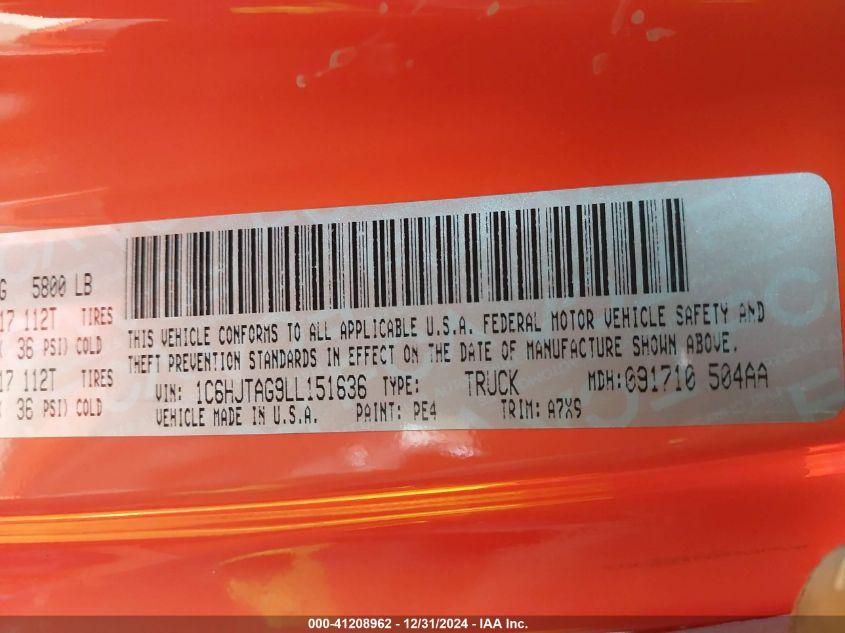 G 5800 LB
17 112T TIRES
( 36 PSI) COLD
17 112T TIRES
( 36 PSI) COLD
THIS VEHICLE CONFORMS TO ALL APPLICABLE U.S.A. FEDERAL MOTOR VEHICLE SAFETY AND
THEFT PREVENTION STANDARDS IN EFFECT ON THE DATE OF MANUFACTURE SHOWN ABOVE.
VIN: 1C6HJTAG9LL151636 TYPE: TRUCK MDH:091710 504AA
VEHICLE MADE IN U.S.A. PAINT: PE4 TRIM: A7X9
000-41208962 - 12/31/2024 - IAA Inc.